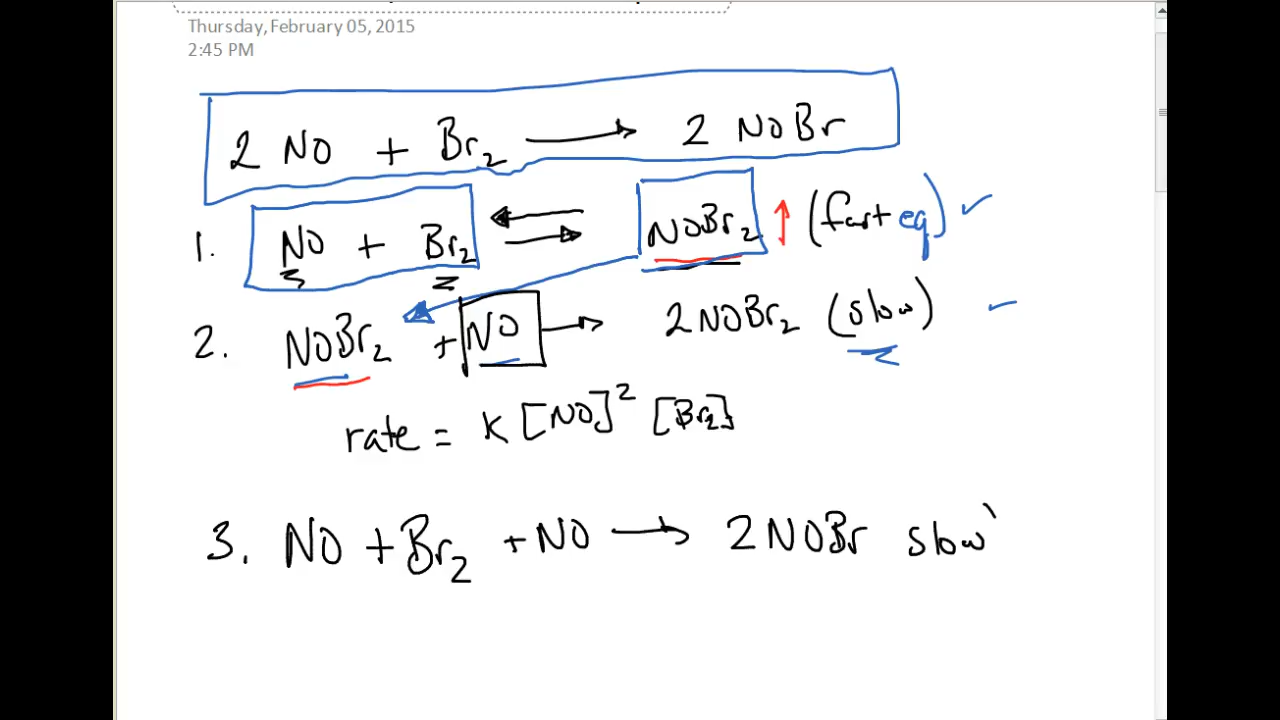 Thursday, February 05, 2015
2:45 PM
2 NO + Br₂ → 2 NOBr
1. NO + Br₂ ⇌ NOBr₂ ↑ (fast eq) ✓
2. NOBr₂ + NO → 2NOBr₂ (slow) ✓
rate = K [NO]² [Br₂]
3. NO + Br₂ + NO → 2NOBr slow